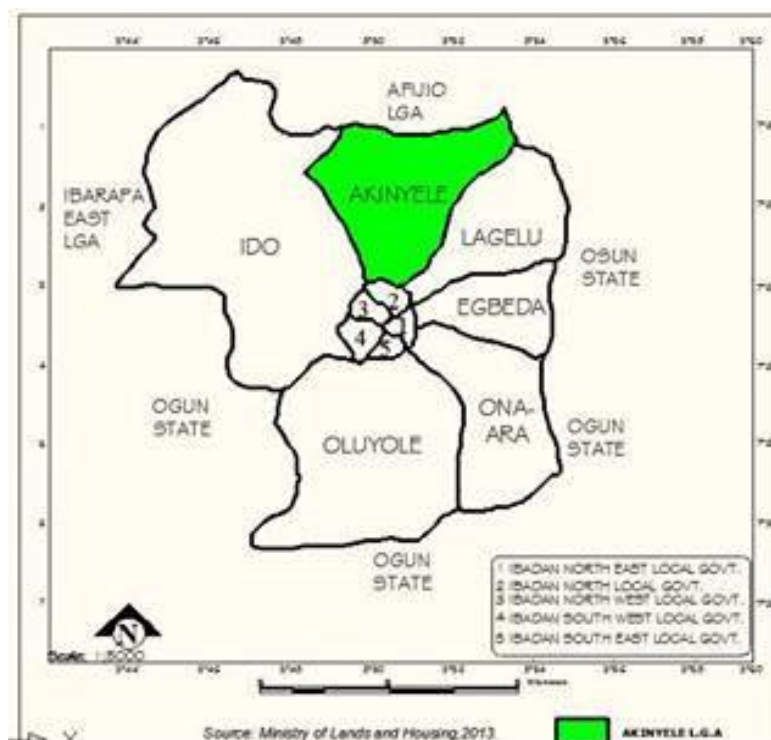 AFIJIO
LGA
AKINYELE
IBARAPA
EAST
LGA
IDO
LAGELU
OSUN
STATE
EGBEDA
2
3
1
4
5
OGUN
STATE
ONA-
ARA
OLUYOLE
OGUN
STATE
OGUN
STATE
1 IBADAN NORTH EAST LOCAL GOVT.
2 IBADAN NORTH LOCAL GOVT.
3 IBADAN NORTH WEST LOCAL GOVT.
4 IBADAN SOUTH WEST LOCAL GOVT.
5 IBADAN SOUTH EAST LOCAL GOVT.
N
Scale:
Source: Ministry of Lands and Housing,2013.
AKINYELE L.G.A